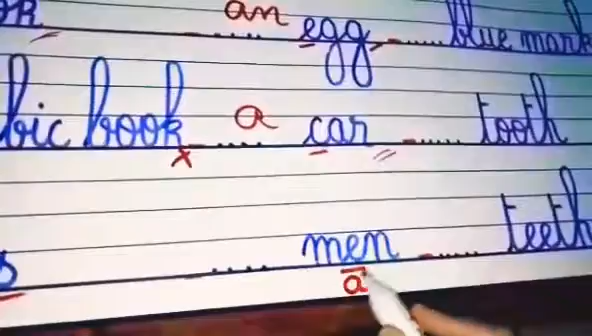 an egg, ..... blue mark
bic book .... a car ..... tooth
x
.... men ..... teeth
a